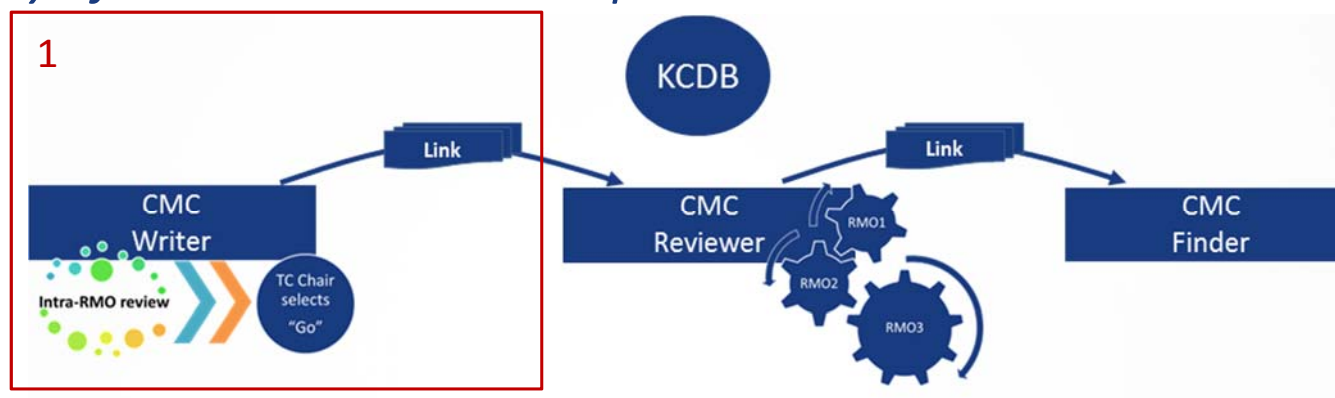 1
KCDB
Link
Link
CMC
Writer
CMC
Reviewer
CMC
Finder
Intra-RMO review
TC Chair
selects
"Go"
RMO1
RMO2
RMO3